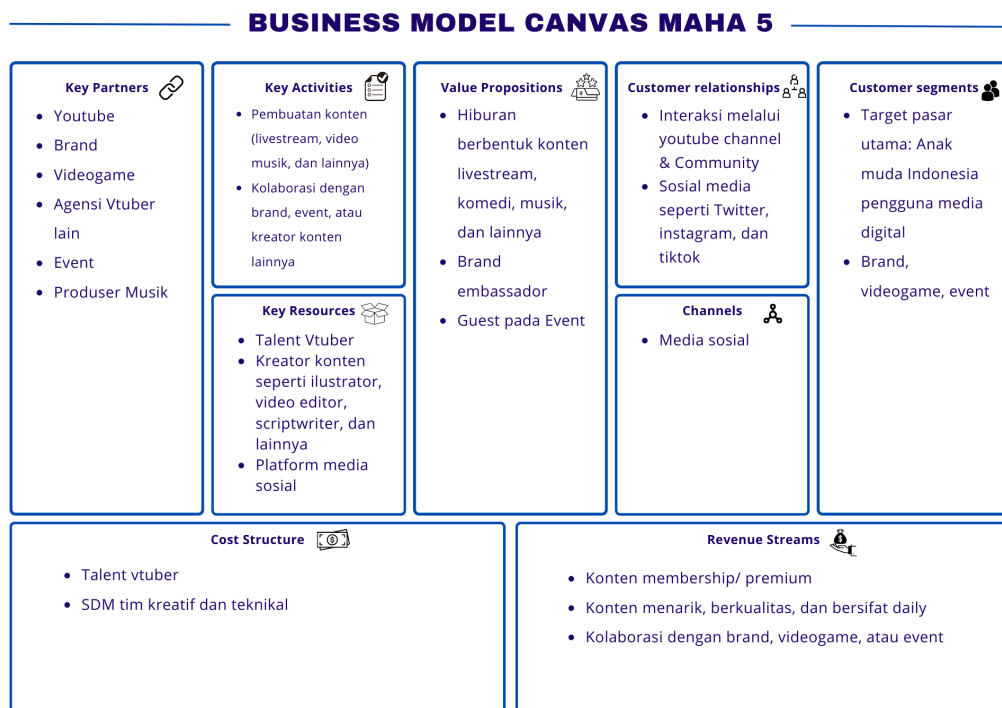 BUSINESS MODEL CANVAS MAHA 5
Key Partners
• Youtube
• Brand
• Videogame
• Agensi Vtuber
lain
• Event
• Produser Musik
Key Activities
• Pembuatan konten
(livestream, video
musik, dan lainnya)
• Kolaborasi dengan
brand, event, atau
kreator konten
lainnya
Key Resources
• Talent Vtuber
• Kreator konten
seperti ilustrator,
video editor,
scriptwriter, dan
lainnya
• Platform media
sosial
Value Propositions
• Hiburan
berbentuk konten
livestream,
komedi, musik,
dan lainnya
• Brand
embassador
• Guest pada Event
Customer relationships
• Interaksi melalui
youtube channel
& Community
• Sosial media
seperti Twitter,
instagram, dan
tiktok
Channels
• Media sosial
Customer segments
• Target pasar
utama: Anak
muda Indonesia
pengguna media
digital
• Brand,
videogame, event
Cost Structure
• Talent vtuber
• SDM tim kreatif dan teknikal
Revenue Streams
• Konten membership/ premium
• Konten menarik, berkualitas, dan bersifat daily
• Kolaborasi dengan brand, videogame, atau event